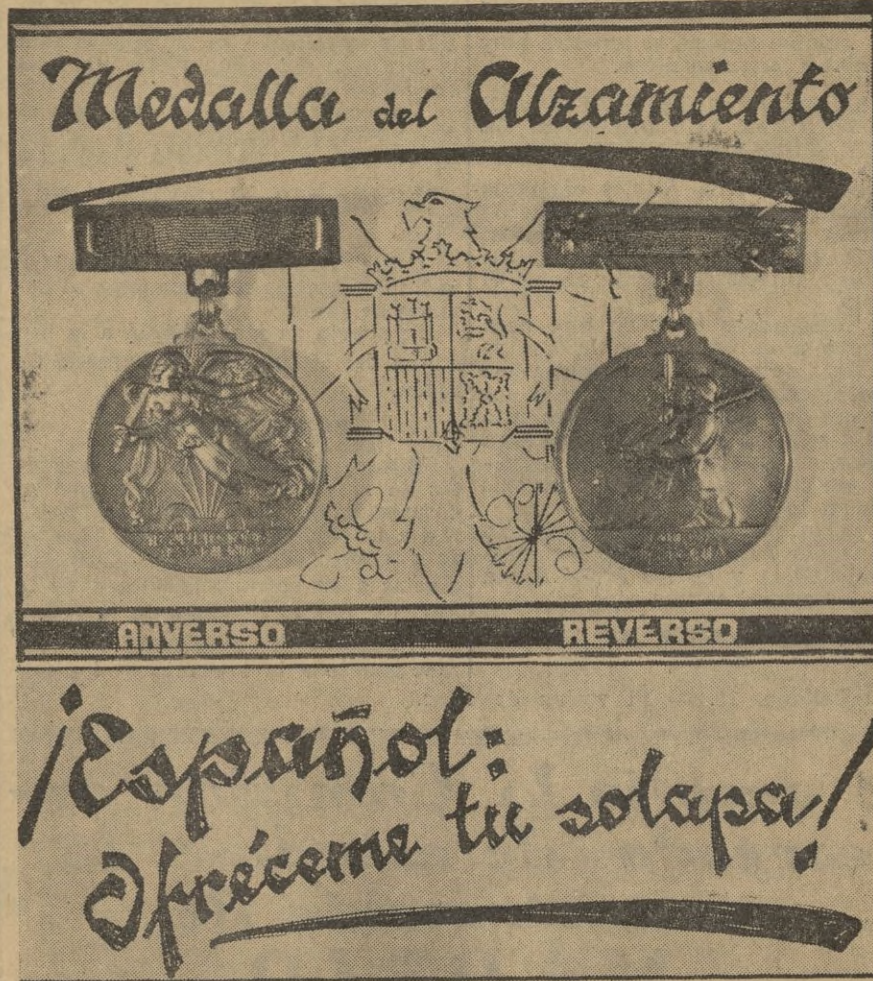 Medalla del Alzamiento
ANVERSO
REVERSO
¡Español:
Ofréceme tu solapa!